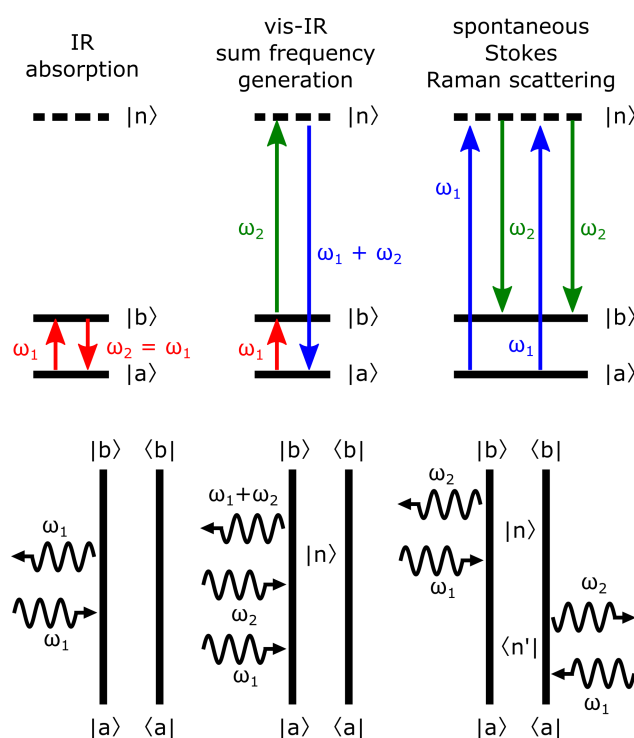 IR
absorption
vis-IR
sum frequency
generation
spontaneous
Stokes
Raman scattering
|n⟩
|n⟩
|n⟩
ω₁
ω₂
ω₁ + ω₂
ω₂
ω₂
|b⟩
|b⟩
|b⟩
ω₁
ω₂ = ω₁
ω₁
ω₁
|a⟩
|a⟩
|a⟩
|b⟩ ⟨b|
|b⟩ ⟨b|
|b⟩ ⟨b|
ω₁
ω₁
|a⟩ ⟨a|
ω₁+ω₂
|n⟩
ω₂
ω₁
|a⟩ ⟨a|
ω₂
|n⟩
ω₁
ω₂
⟨n'|
ω₁
|a⟩ ⟨a|